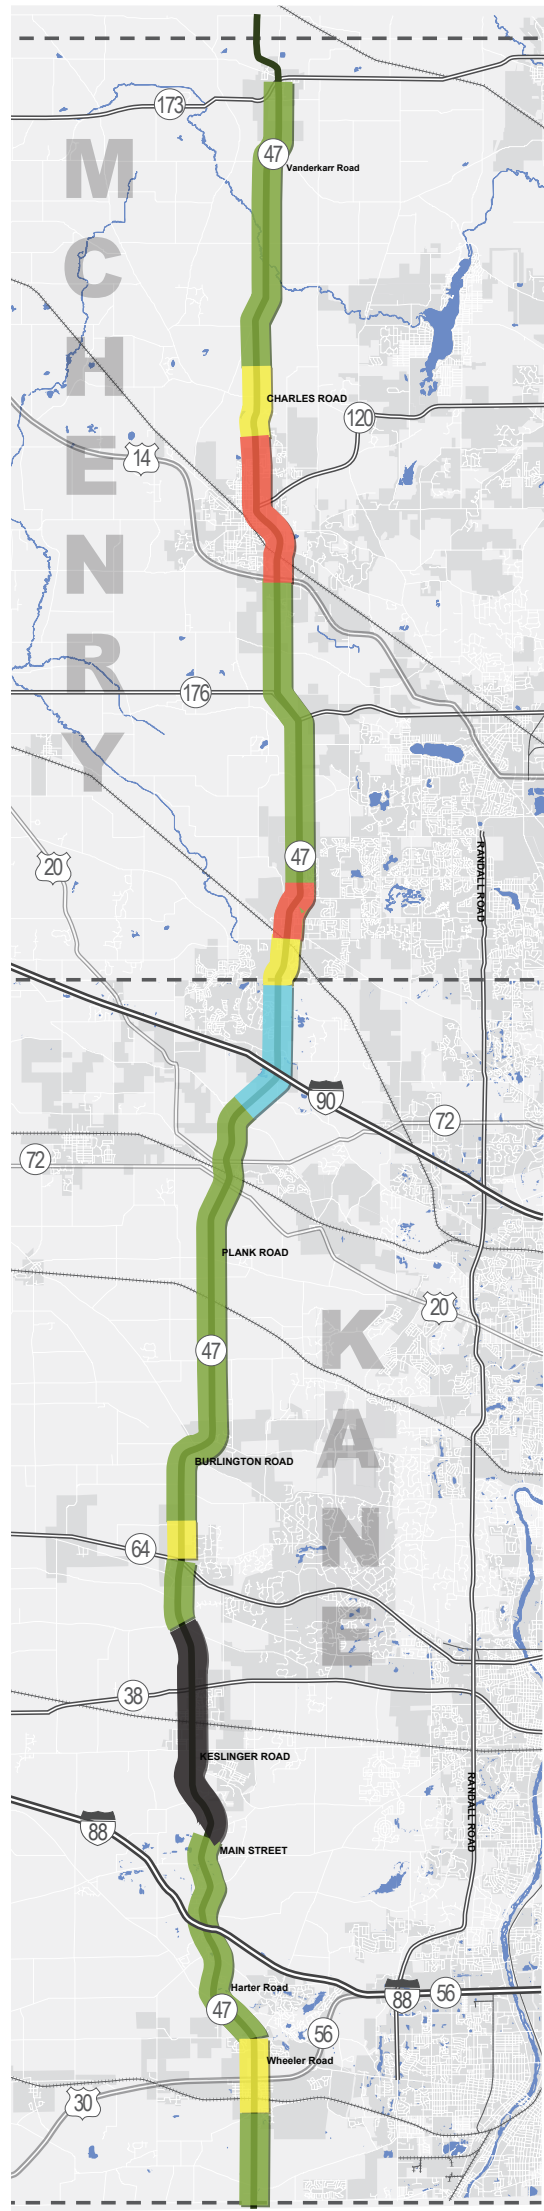 173
47
Vanderkarr Road
MCHENRY
CHARLES ROAD
120
14
176
47
20
RANDALL ROAD
90
72
72
PLANK ROAD
20
KANE
47
BURLINGTON ROAD
64
38
KESLINGER ROAD
RANDALL ROAD
88
MAIN STREET
Harter Road
88
56
47
56
Wheeler Road
30